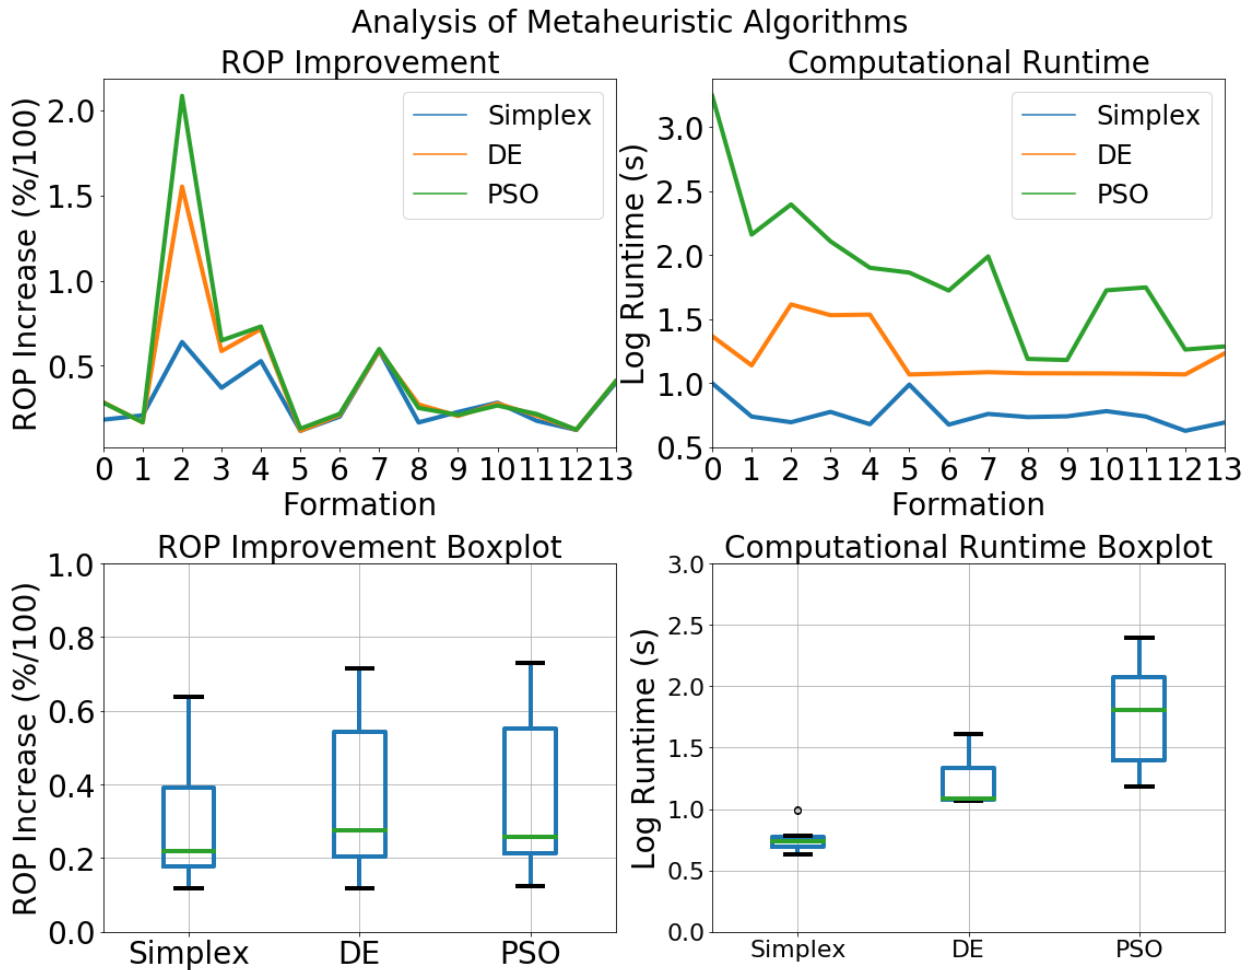 Analysis of Metaheuristic Algorithms
ROP Improvement
ROP Increase (%/100)
2.0
1.5
1.0
0.5
Simplex
DE
PSO
0 1 2 3 4 5 6 7 8 9 10 11 12 13
Formation
Computational Runtime
Log Runtime (s)
3.0
2.5
2.0
1.5
1.0
0.5
Simplex
DE
PSO
0 1 2 3 4 5 6 7 8 9 10 11 12 13
Formation
ROP Improvement Boxplot
ROP Increase (%/100)
1.0
0.8
0.6
0.4
0.2
0.0
Simplex DE PSO
Computational Runtime Boxplot
Log Runtime (s)
3.0
2.5
2.0
1.5
1.0
0.5
0.0
Simplex DE PSO